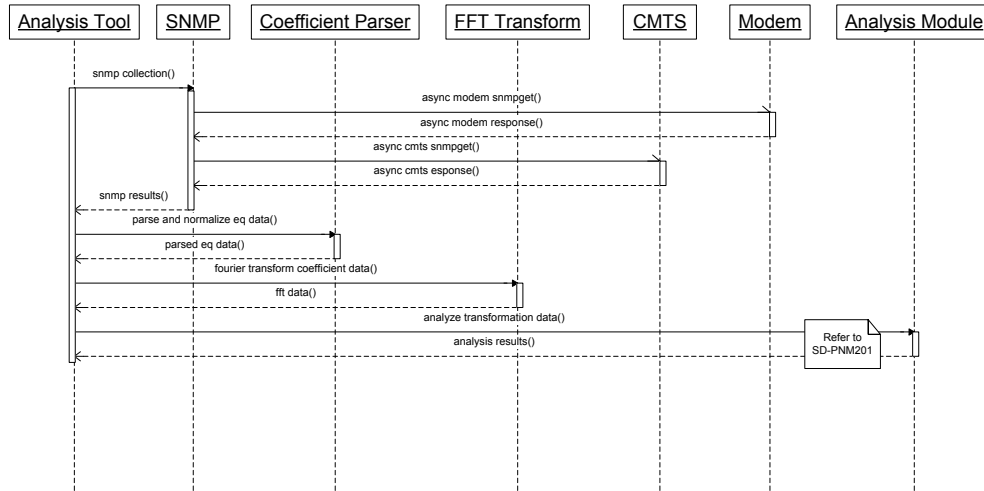 Analysis Tool
SNMP
Coefficient Parser
FFT Transform
CMTS
Modem
Analysis Module
snmp collection()
async modem snmpget()
async modem response()
async cmts snmpget()
async cmts esponse()
snmp results()
parse and normalize eq data()
parsed eq data()
fourier transform coefficient data()
fft data()
analyze transformation data()
Refer to
SD-PNM201
analysis results()